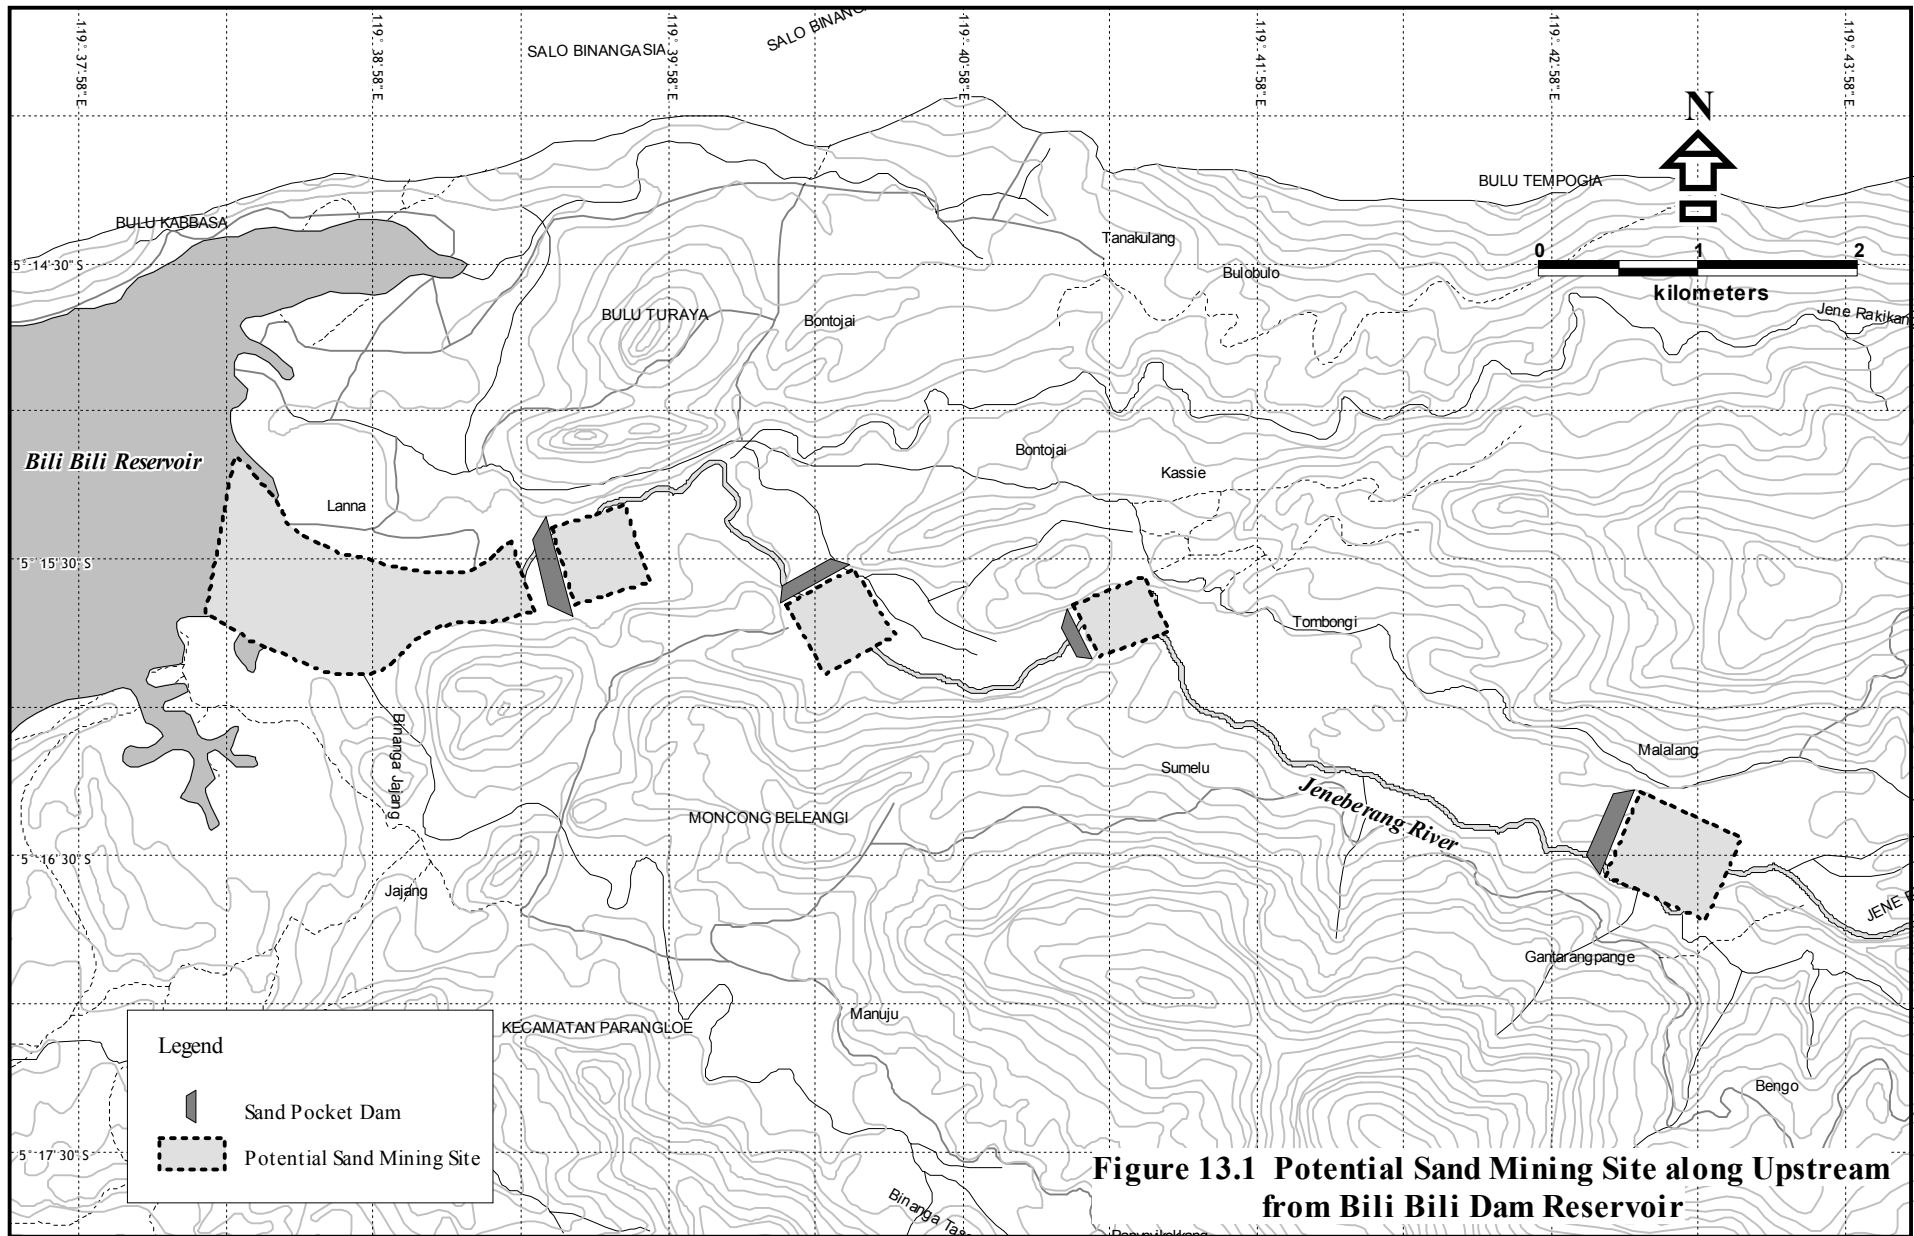 119° 37'58" E
119° 38'58" E
119° 39'58" E
119° 40'58" E
119° 41'58" E
119° 42'58" E
119° 43'58" E
SALO BINANGASIA
SALO
N
BULU TEMPOGIA
BULU KABBASA
Tanakulang
0 1 2
kilometers
5° 14'30" S
Bulobulo
BULU TURAYA
Bontojai
Jene Rakikang
Bili Bili Reservoir
Bontojai
Kassie
Lanna
5° 15'30" S
Tombongi
Binanga Jajang
Malalang
Sumelu
Jeneberang River
MONCONG BELEANGI
5° 16'30" S
Jajang
JENE
Gantarangpange
Manuju
KECAMATAN PARANGLOE
Legend
Sand Pocket Dam
Potential Sand Mining Site
Bengo
5° 17'30" S
Binanga
Figure 13.1 Potential Sand Mining Site along Upstream
from Bili Bili Dam Reservoir